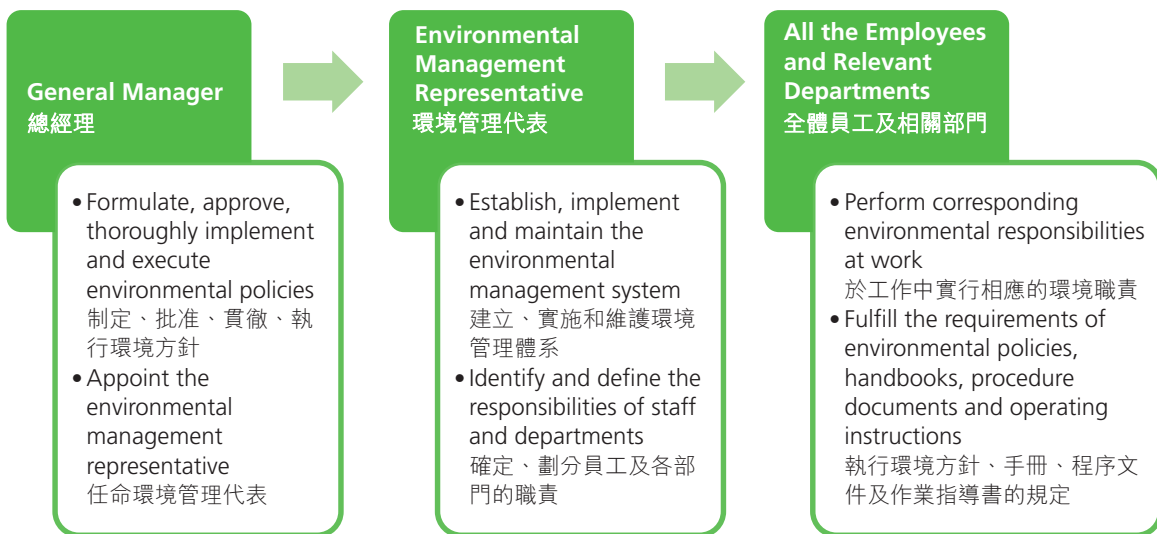 General Manager
總經理
• Formulate, approve,
thoroughly implement
and execute
environmental policies
制定、批准、貫徹、執
行環境方針
• Appoint the
environmental
management
representative
任命環境管理代表
Environmental
Management
Representative
環境管理代表
• Establish, implement
and maintain the
environmental
management system
建立、實施和維護環境
管理體系
• Identify and define the
responsibilities of staff
and departments
確定、劃分員工及各部
門的職責
All the Employees
and Relevant
Departments
全體員工及相關部門
• Perform corresponding
environmental responsibilities
at work
於工作中實行相應的環境職責
• Fulfill the requirements of
environmental policies,
handbooks, procedure
documents and operating
instructions
執行環境方針、手冊、程序文
件及作業指導書的規定